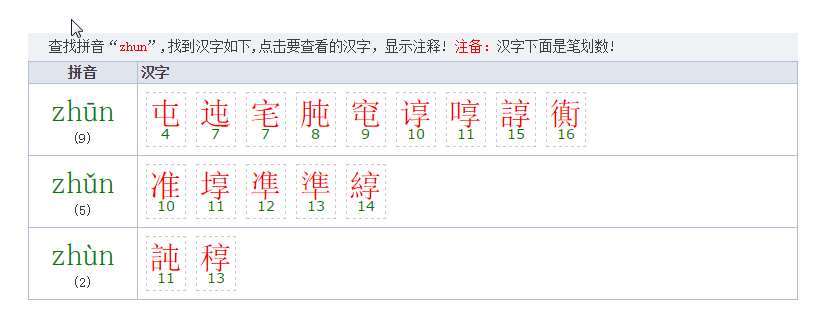 查找拼音“zhun”,找到汉字如下,点击要查看的汉字，显示注释! 注备：汉字下面是笔划数!
拼音 汉字
zhūn 屯 迍 宒 肫 窀 谆 啍 諄 衠
(9) 4 7 7 8 9 10 11 15 16
zhǔn 准 埻 凖 準 綧
(5) 10 11 12 13 14
zhùn 訰 稕
(2) 11 13